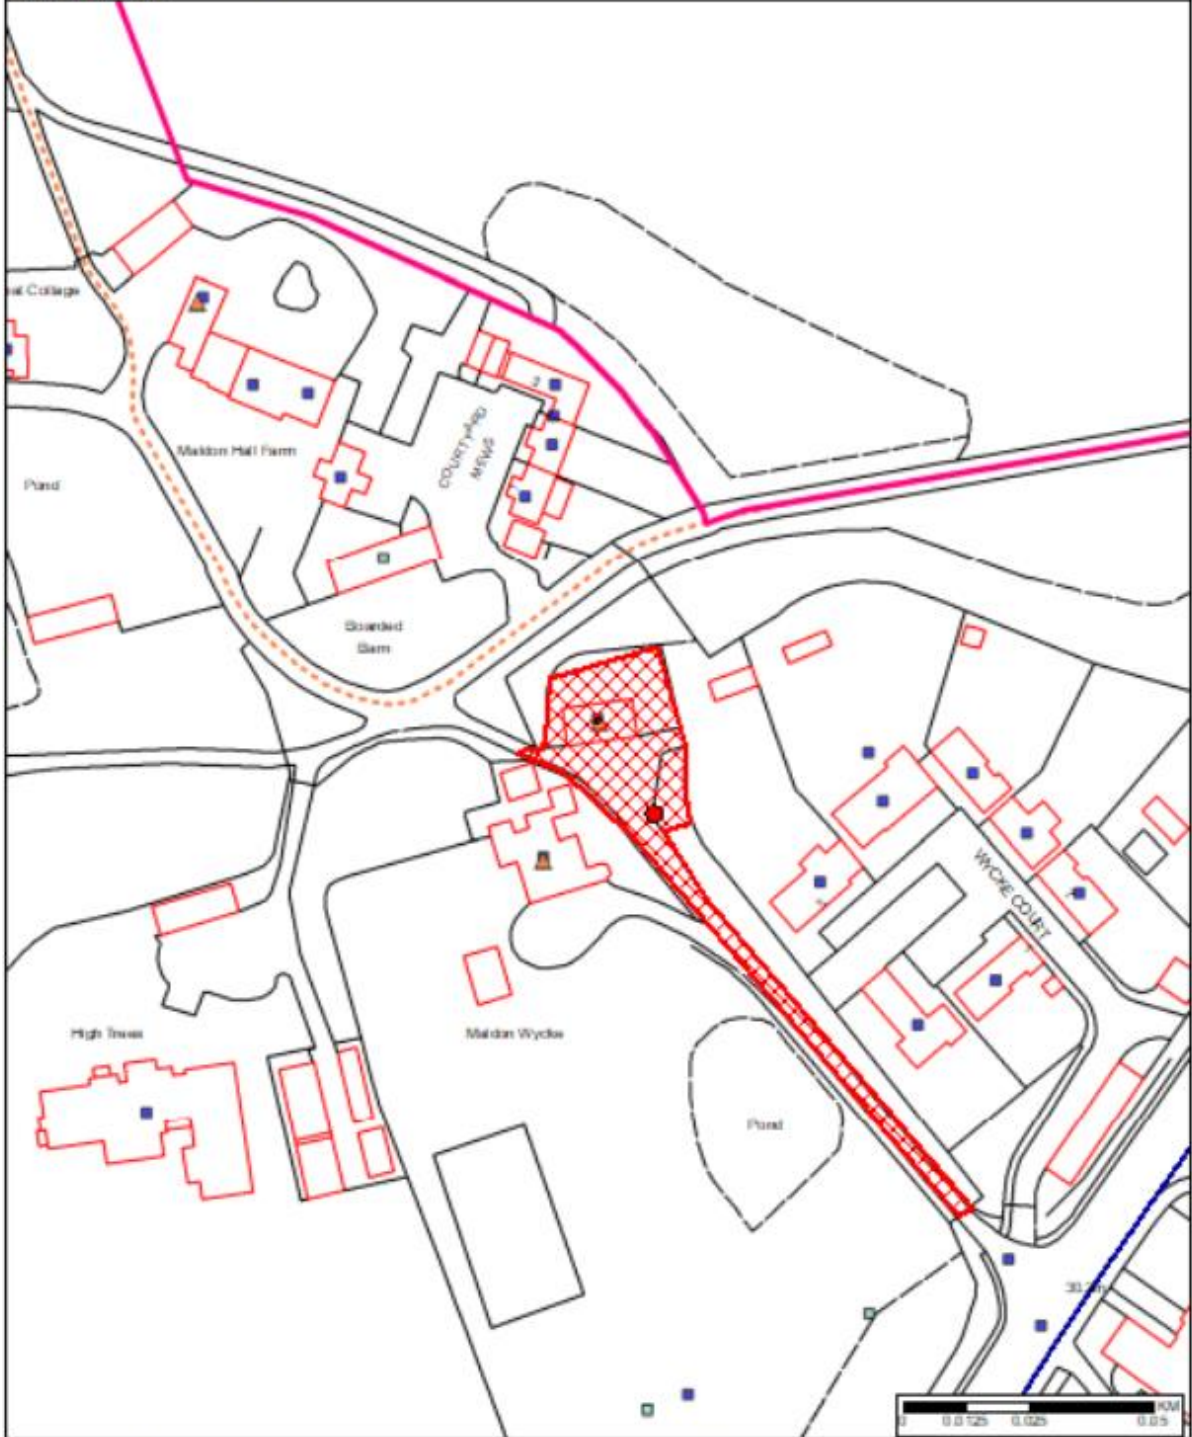 Maldon Hall Farm
COURTYARD
MEWS
Pond
Boarded
Barn
WYCKE COURT
High Trees
Maldon Wycke
Pond
KM
0 0.0125 0.025 0.05